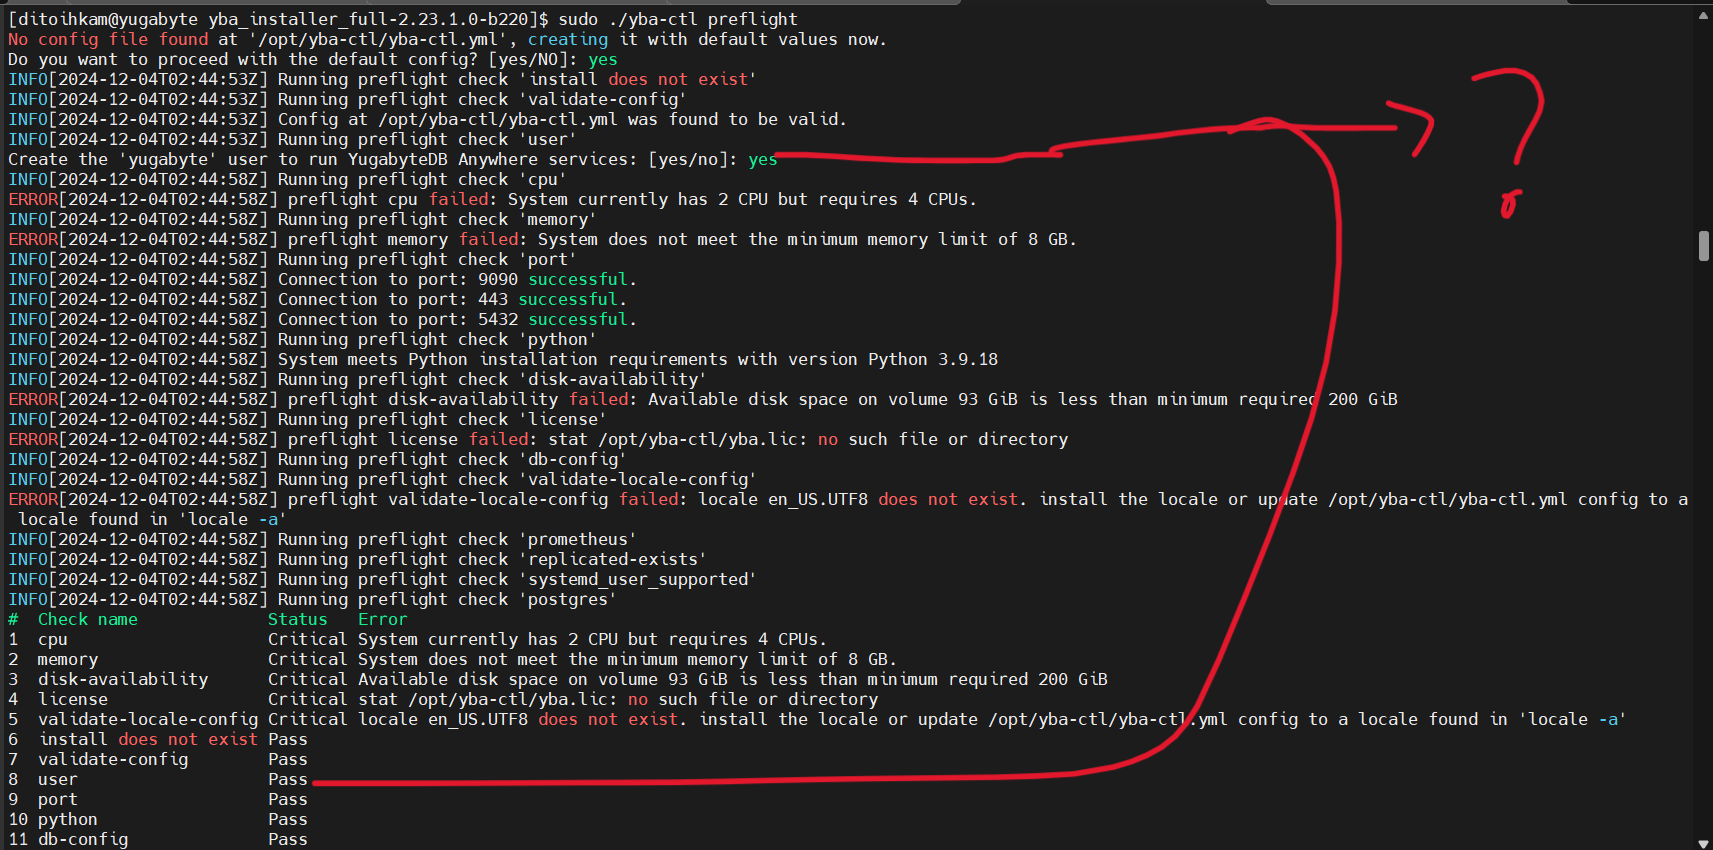 [ditoihkam@yugabyte yba_installer_full-2.23.1.0-b220]$ sudo ./yba-ctl preflight
No config file found at '/opt/yba-ctl/yba-ctl.yml', creating it with default values now.
Do you want to proceed with the default config? [yes/NO]: yes
INFO[2024-12-04T02:44:53Z] Running preflight check 'install does not exist'
INFO[2024-12-04T02:44:53Z] Running preflight check 'validate-config'
INFO[2024-12-04T02:44:53Z] Config at /opt/yba-ctl/yba-ctl.yml was found to be valid.
INFO[2024-12-04T02:44:53Z] Running preflight check 'user'
Create the 'yugabyte' user to run YugabyteDB Anywhere services: [yes/no]: yes
INFO[2024-12-04T02:44:58Z] Running preflight check 'cpu'
ERROR[2024-12-04T02:44:58Z] preflight cpu failed: System currently has 2 CPU but requires 4 CPUs.
INFO[2024-12-04T02:44:58Z] Running preflight check 'memory'
ERROR[2024-12-04T02:44:58Z] preflight memory failed: System does not meet the minimum memory limit of 8 GB.
INFO[2024-12-04T02:44:58Z] Running preflight check 'port'
INFO[2024-12-04T02:44:58Z] Connection to port: 9090 successful.
INFO[2024-12-04T02:44:58Z] Connection to port: 443 successful.
INFO[2024-12-04T02:44:58Z] Connection to port: 5432 successful.
INFO[2024-12-04T02:44:58Z] Running preflight check 'python'
INFO[2024-12-04T02:44:58Z] System meets Python installation requirements with version Python 3.9.18
INFO[2024-12-04T02:44:58Z] Running preflight check 'disk-availability'
ERROR[2024-12-04T02:44:58Z] preflight disk-availability failed: Available disk space on volume 93 GiB is less than minimum required 200 GiB
INFO[2024-12-04T02:44:58Z] Running preflight check 'license'
ERROR[2024-12-04T02:44:58Z] preflight license failed: stat /opt/yba-ctl/yba.lic: no such file or directory
INFO[2024-12-04T02:44:58Z] Running preflight check 'db-config'
INFO[2024-12-04T02:44:58Z] Running preflight check 'validate-locale-config'
ERROR[2024-12-04T02:44:58Z] preflight validate-locale-config failed: locale en_US.UTF8 does not exist. install the locale or update /opt/yba-ctl/yba-ctl.yml config to a
locale found in 'locale -a'
INFO[2024-12-04T02:44:58Z] Running preflight check 'prometheus'
INFO[2024-12-04T02:44:58Z] Running preflight check 'replicated-exists'
INFO[2024-12-04T02:44:58Z] Running preflight check 'systemd_user_supported'
INFO[2024-12-04T02:44:58Z] Running preflight check 'postgres'
# Check name Status Error
1 cpu Critical System currently has 2 CPU but requires 4 CPUs.
2 memory Critical System does not meet the minimum memory limit of 8 GB.
3 disk-availability Critical Available disk space on volume 93 GiB is less than minimum required 200 GiB
4 license Critical stat /opt/yba-ctl/yba.lic: no such file or directory
5 validate-locale-config Critical locale en_US.UTF8 does not exist. install the locale or update /opt/yba-ctl/yba-ctl.yml config to a locale found in 'locale -a'
6 install does not exist Pass
7 validate-config Pass
8 user Pass
9 port Pass
10 python Pass
11 db-config Pass
?